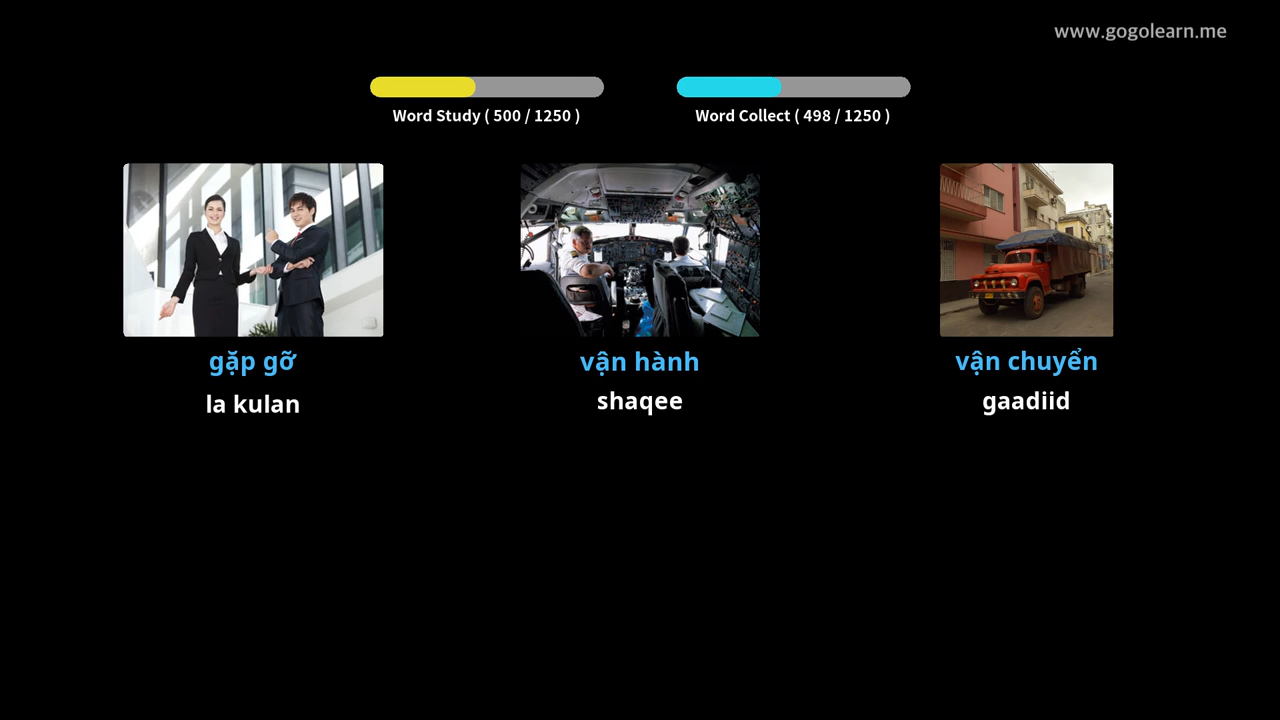 www.gogolearn.me
Word Study ( 500 / 1250 )
Word Collect ( 498 / 1250 )
gặp gỡ
la kulan
vận hành
shaqee
vận chuyển
gaadiid